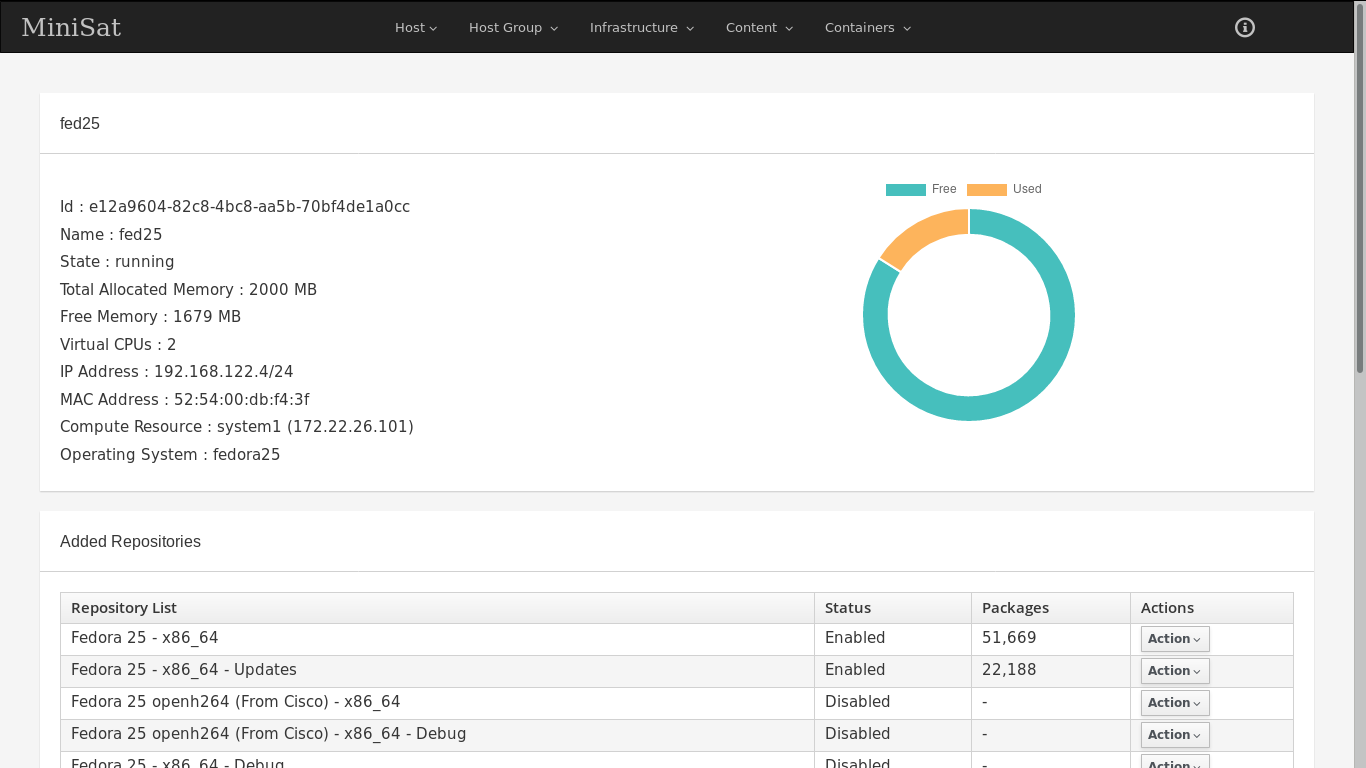 MiniSat Host Host Group Infrastructure Content Containers
fed25
Free Used
Id : e12a9604-82c8-4bc8-aa5b-70bf4de1a0cc
Name : fed25
State : running
Total Allocated Memory : 2000 MB
Free Memory : 1679 MB
Virtual CPUs : 2
IP Address : 192.168.122.4/24
MAC Address : 52:54:00:db:f4:3f
Compute Resource : system1 (172.22.26.101)
Operating System : fedora25
Added Repositories
Repository List Status Packages Actions
Fedora 25 - x86_64 Enabled 51,669 Action
Fedora 25 - x86_64 - Updates Enabled 22,188 Action
Fedora 25 openh264 (From Cisco) - x86_64 Disabled - Action
Fedora 25 openh264 (From Cisco) - x86_64 - Debug Disabled - Action
Fedora 25 - x86_64 - Debug Disabled - Action